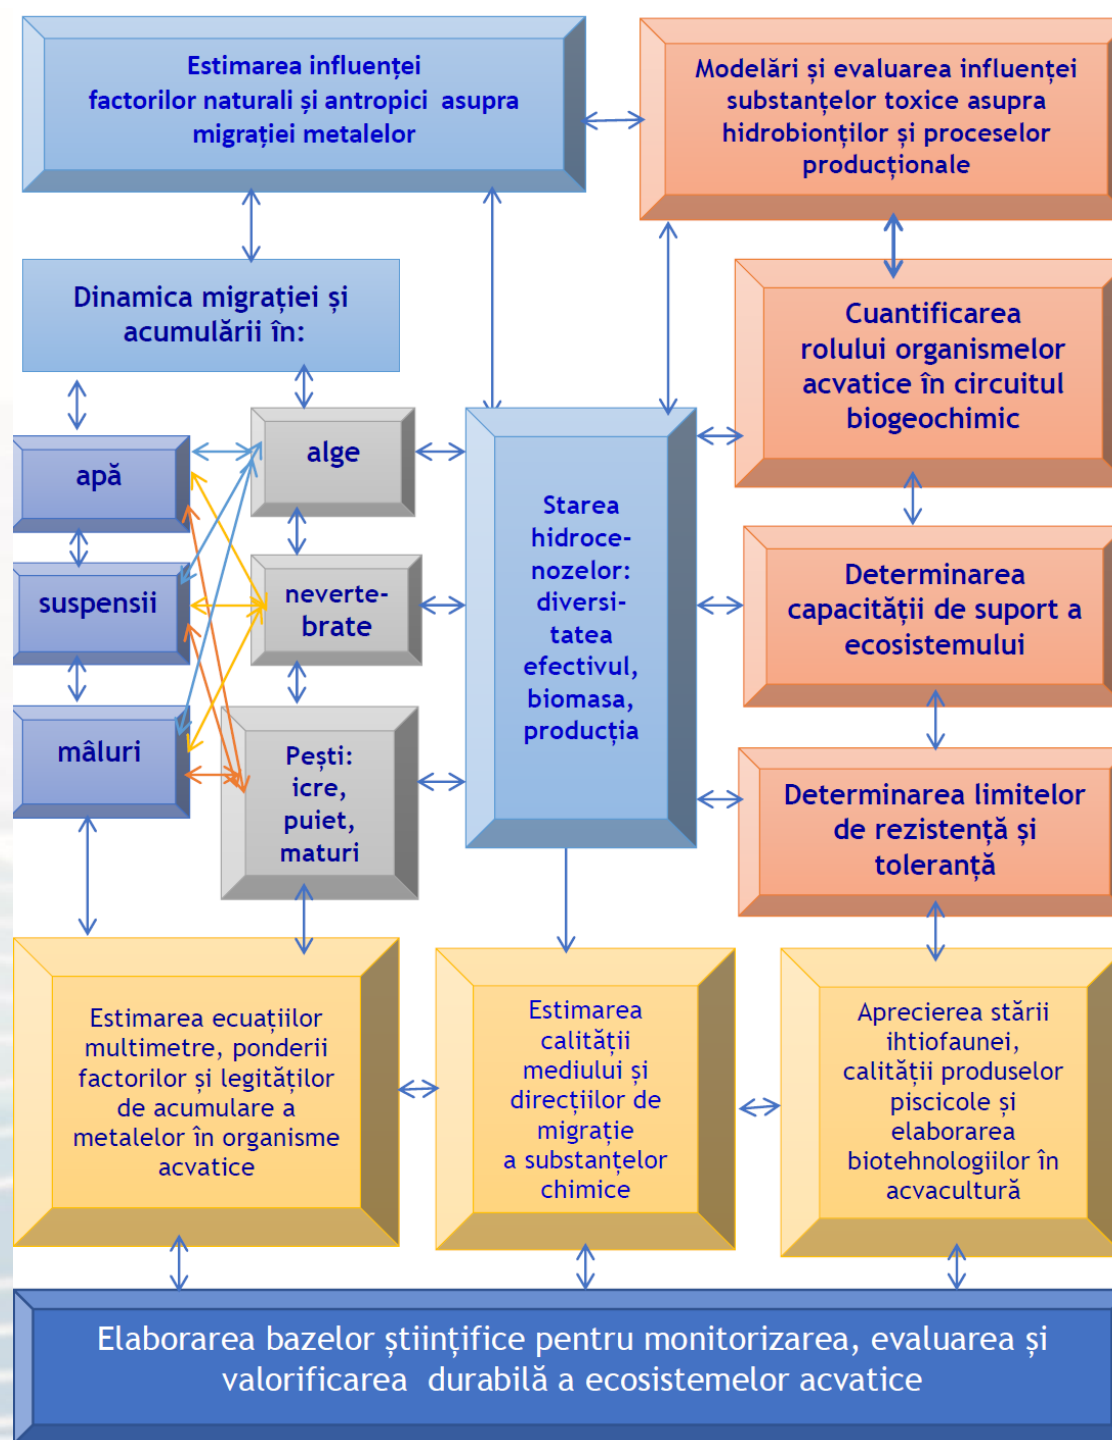 Estimarea influenței
factorilor naturali și antropici asupra
migrației metalelor
Modelări și evaluarea influenței
substanțelor toxice asupra
hidrobionților și proceselor
producționale
Dinamica migrației și
acumulării în:
Cuantificarea
rolului organismelor
acvatice în circuitul
biogeochimic
apă
alge
suspensii
neverte-
brate
mâluri
Pești:
icre,
puiet,
maturi
Starea
hidroce-
nozelor:
diversi-
tatea
efectivul,
biomasa,
producția
Determinarea
capacității de suport a
ecosistemului
Determinarea limitelor
de rezistență și
toleranță
Estimarea ecuațiilor
multimetre, ponderii
factorilor și legităților
de acumulare a
metalelor în organisme
acvatice
Estimarea
calității
mediului și
direcțiilor de
migrație
a substanțelor
chimice
Aprecierea stării
ihtiofaunei,
calității produselor
piscicole și
elaborarea
biotehnologiilor în
acvacultură
Elaborarea bazelor științifice pentru monitorizarea, evaluarea și
valorificarea durabilă a ecosistemelor acvatice